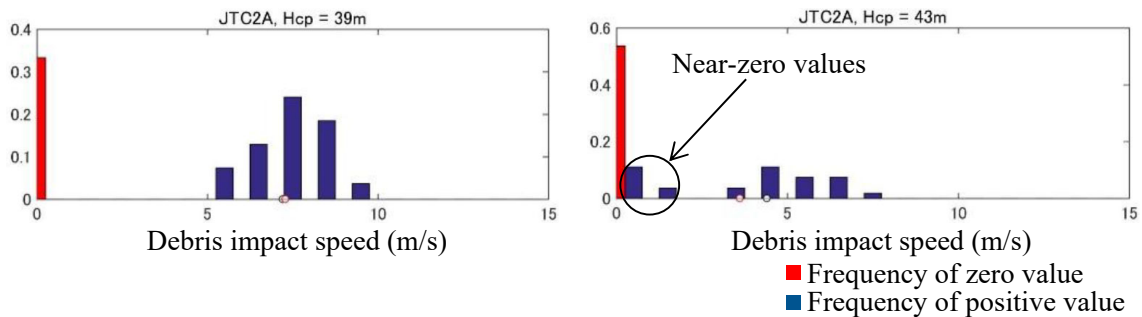 JTC2A, Hcp = 39m
0.4
0.3
0.2
0.1
0
0 5 10 15
Debris impact speed (m/s)
JTC2A, Hcp = 43m
0.6
0.4
0.2
0
Near-zero values
0 5 10 15
Debris impact speed (m/s)
Frequency of zero value
Frequency of positive value